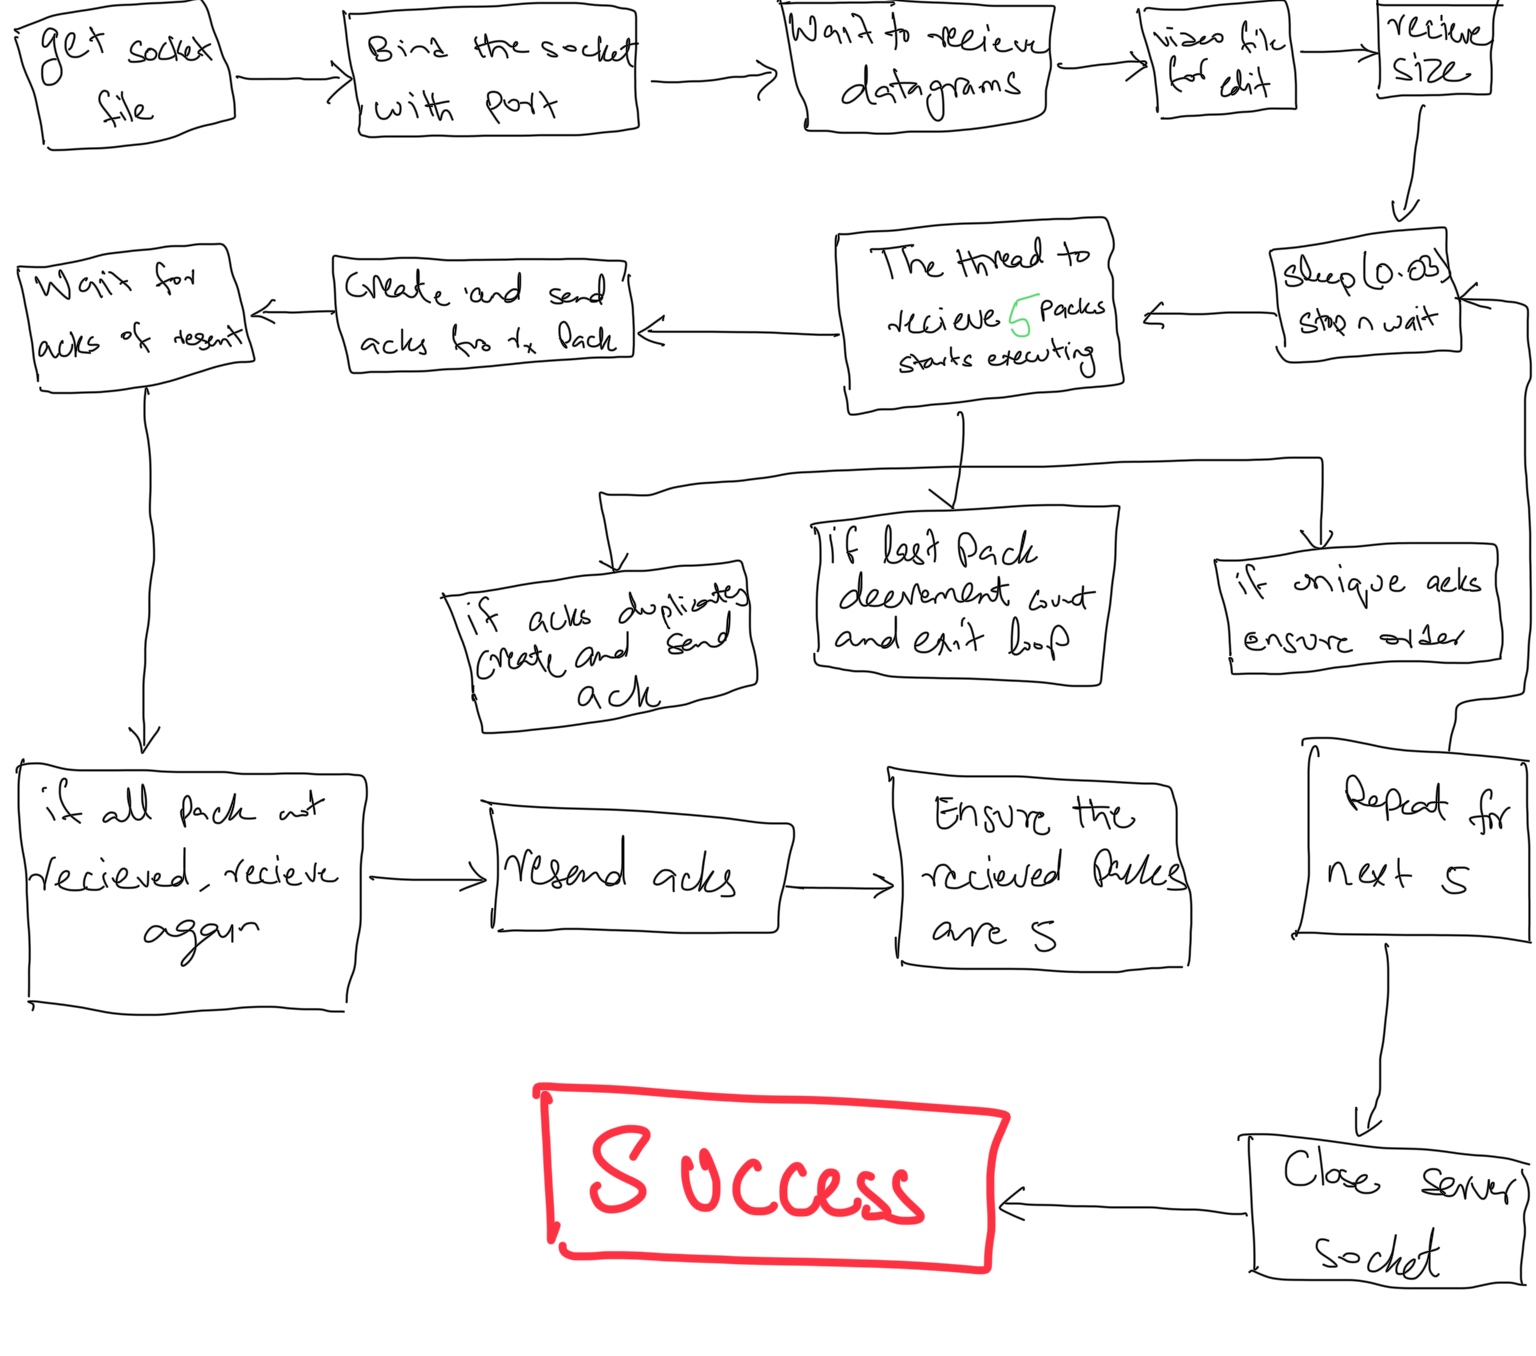 get socket
file
Bind the socket
with port
Wait to recieve
datagrams
video file
for edit
recieve
size
sleep(0.03)
stop n wait
The thread to
recieve 5 Packs
starts executing
Create and send
acks for rx Pack
Wait for
acks of resent
if acks duplicates
create and send
ack
if last Pack
decrement count
and exit loop
if unique acks
ensure order
if all pack not
recieved, recieve
again
resend acks
Ensure the
recieved Packs
are 5
Repeat for
next 5
Close server
socket
Success